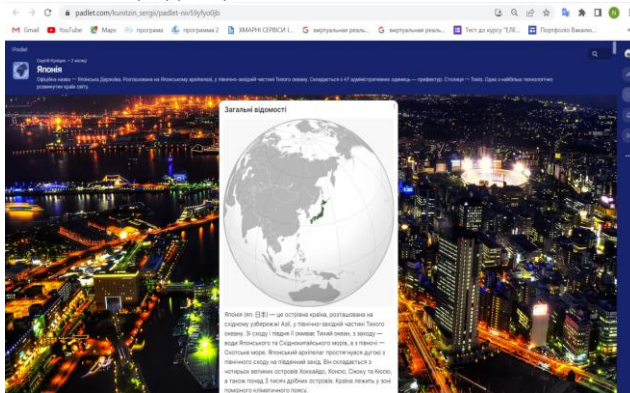 padlet.com/kunitzin_sergii/padlet-niv59yfyo0jb
Gmail YouTube Maps програма программа 2 ХМАРНІ СЕРВІСИ І... виртуальная реаль... виртуальная реаль... Тест до курсу "ЕЛЕ... Портфоліо Вакале...
Padlet
Японія
Офіційна назва — Японська Держава. Розташована на Японському архіпелазі, у північно-західній частині Тихого океану. Складається з 47 адміністративних одиниць — префектур. Столиця — Токіо. Одна з найбільш технологічно
розвинутих країн світу.
Загальні відомості
Японія (яп. 日本) — це острівна країна, розташована на
східному узбережжі Азії, у північно-західній частині Тихого
океану. Зі сходу і півдня її омиває Тихий океан, з заходу —
води Японського та Східнокитайського морів, а з півночі —
Охотське море. Японський архіпелаг простягнувся дугою з
північного сходу на південний захід. Він складається з
чотирьох великих островів Хоккайдо, Хонсю, Сікоку та Кюсю,
а також понад 3 тисяч дрібних островів. Країна лежить у зоні
помірного кліматичного поясу.